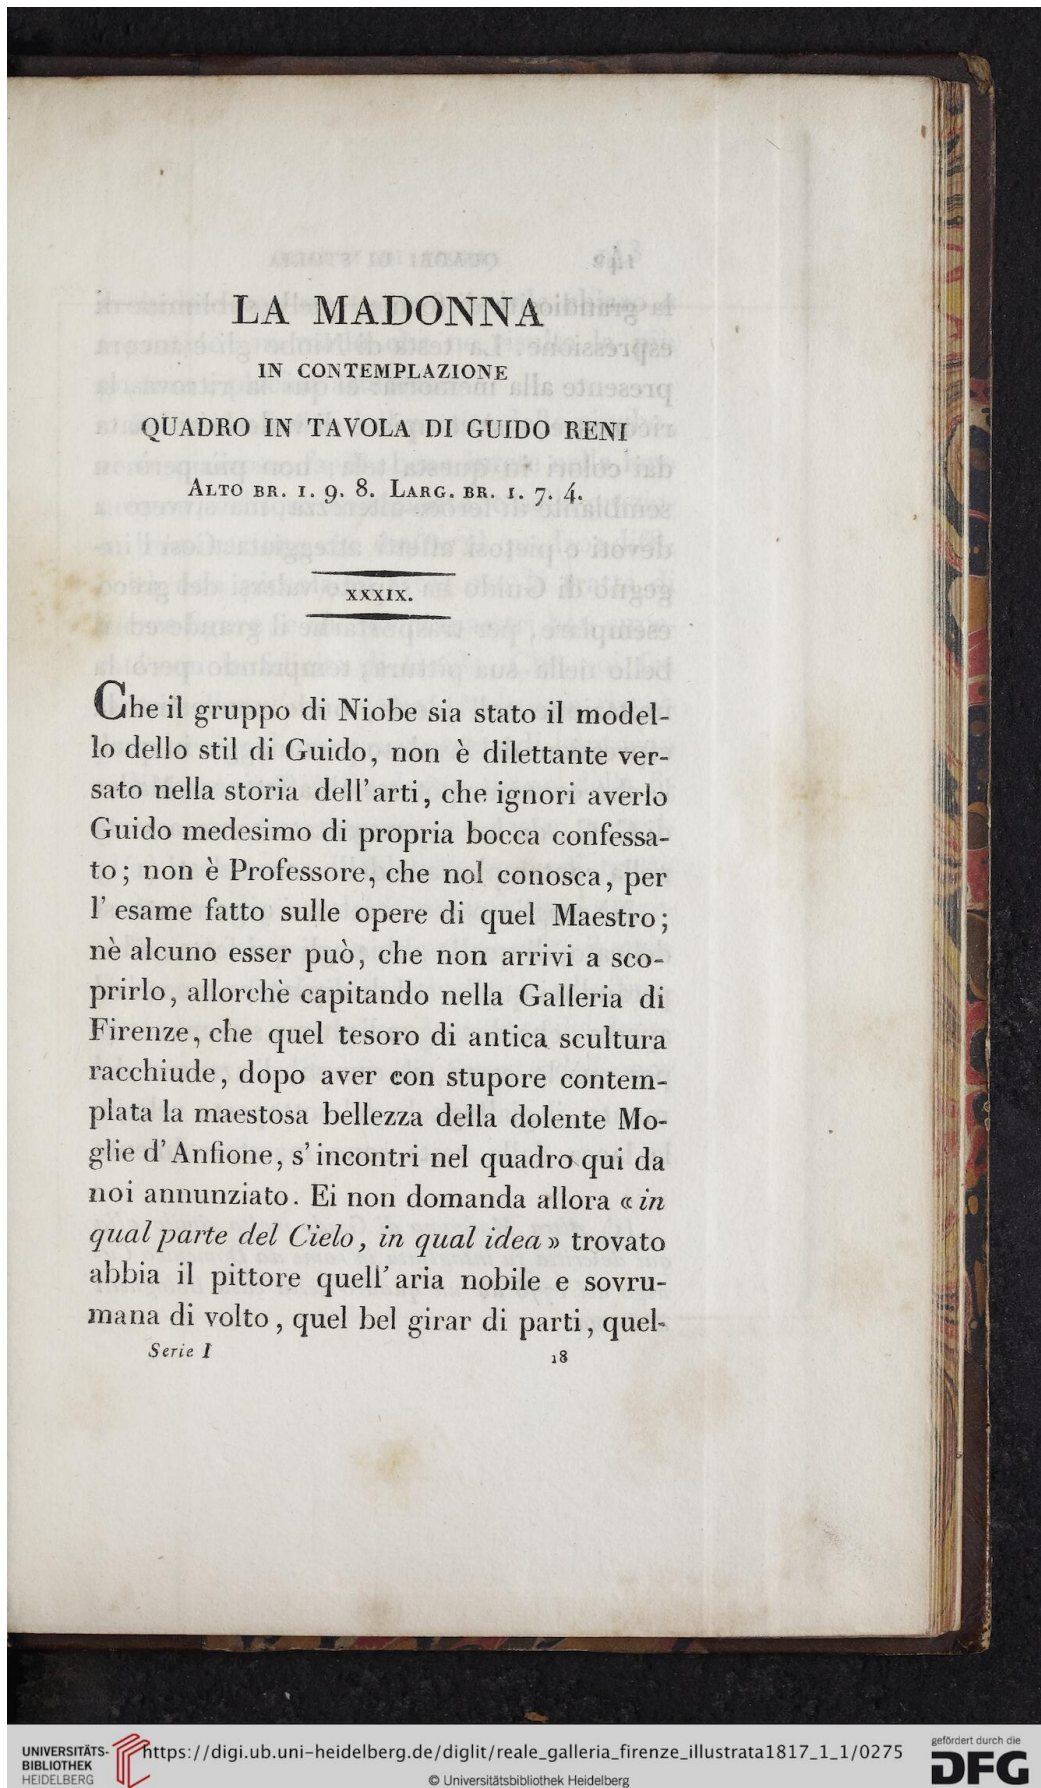 LA MADONNA
IN CONTEMPLAZIONE
QUADRO IN TAVOLA DI GUIDO RENI
ALTO BR. 1. 9. 8. LARG. BR. 1. 7. 4.
XXXIX.
Che il gruppo di Niobe sia stato il model-
lo dello stil di Guido, non è dilettante ver-
sato nella storia dell'arti, che ignori averlo
Guido medesimo di propria bocca confessa-
to; non è Professore, che nol conosca, per
l'esame fatto sulle opere di quel Maestro;
nè alcuno esser può, che non arrivi a sco-
prirlo, allorchè capitando nella Galleria di
Firenze, che quel tesoro di antica scultura
racchiude, dopo aver con stupore contem-
plata la maestosa bellezza della dolente Mo-
glie d'Anfione, s'incontri nel quadro qui da
noi annunziato. Ei non domanda allora « in
qual parte del Cielo, in qual idea » trovato
abbia il pittore quell'aria nobile e sovru-
mana di volto, quel bel girar di parti, quel-
Serie I 18
UNIVERSITÄTS-
BIBLIOTHEK
HEIDELBERG
https://digi.ub.uni-heidelberg.de/diglit/reale_galleria_firenze_illustrata1817_1_1/0275
© Universitätsbibliothek Heidelberg
gefördert durch die
DFG